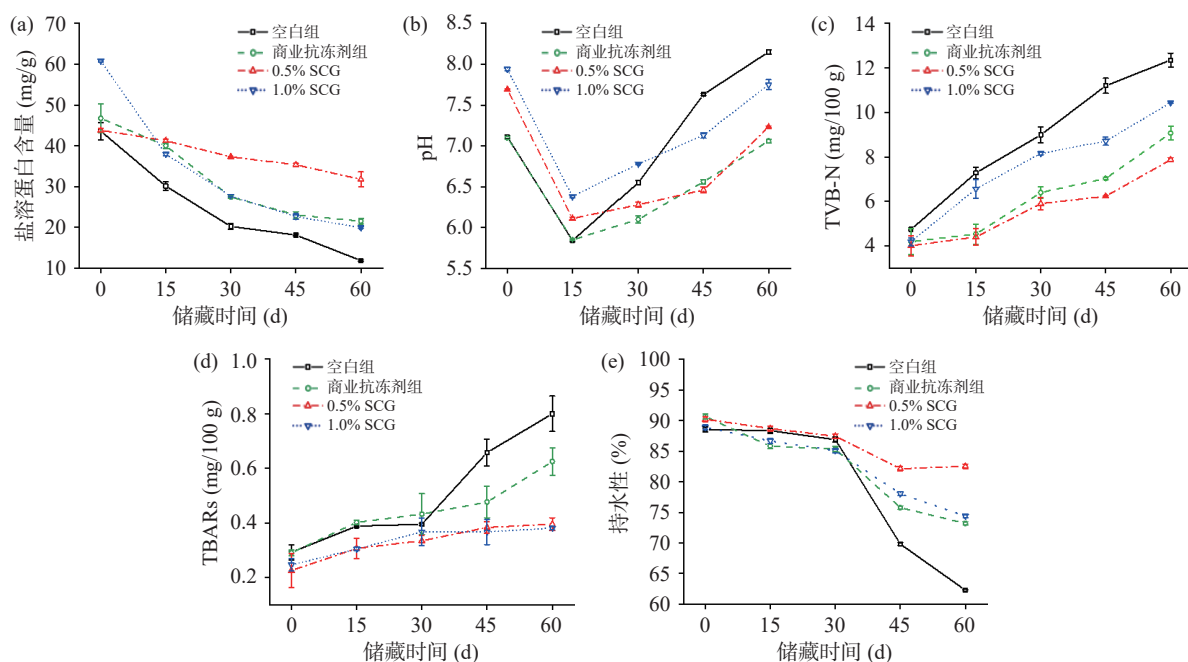 (a)
盐溶蛋白含量 (mg/g)
70
60
50
40
30
20
10
空白组
商业抗冻剂组
0.5% SCG
1.0% SCG
0 15 30 45 60
储藏时间 (d)
(b)
pH
8.5
8.0
7.5
7.0
6.5
6.0
5.5
空白组
商业抗冻剂组
0.5% SCG
1.0% SCG
0 15 30 45 60
储藏时间 (d)
(c)
TVB-N (mg/100 g)
14
12
10
8
6
4
空白组
商业抗冻剂组
0.5% SCG
1.0% SCG
0 15 30 45 60
储藏时间 (d)
(d)
TBARs (mg/100 g)
1.0
0.8
0.6
0.4
0.2
空白组
商业抗冻剂组
0.5% SCG
1.0% SCG
0 15 30 45 60
储藏时间 (d)
(e)
持水性 (%)
100
95
90
85
80
75
70
65
60
空白组
商业抗冻剂组
0.5% SCG
1.0% SCG
0 15 30 45 60
储藏时间 (d)